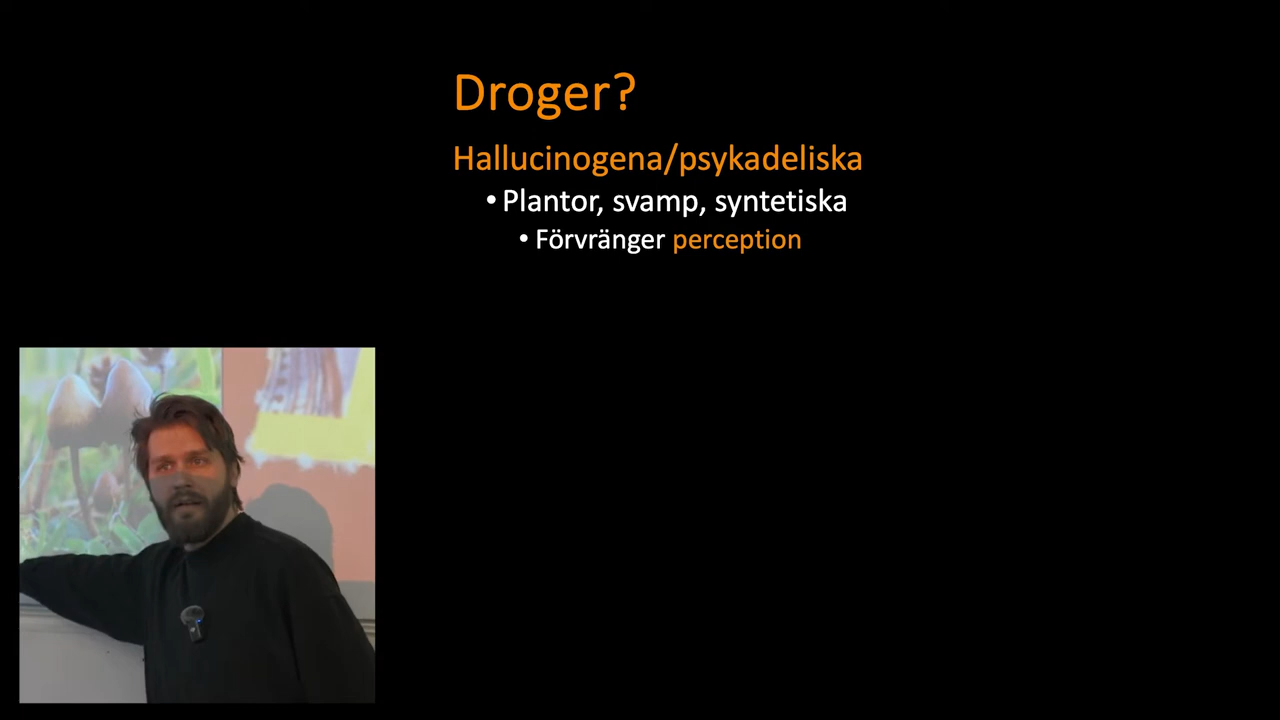 Droger?
Hallucinogena/psykadeliska
• Plantor, svamp, syntetiska
• Förvränger perception